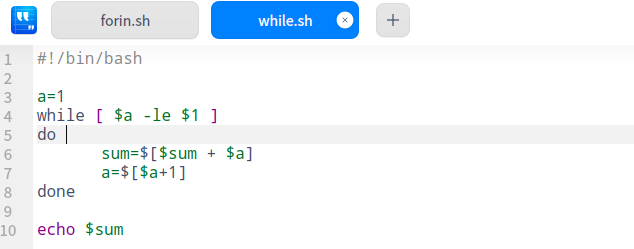 forin.sh
while.sh
1 #!/bin/bash
2
3 a=1
4 while [ $a -le $1 ]
5 do
6         sum=$[$sum + $a]
7         a=$[$a+1]
8 done
9
10 echo $sum